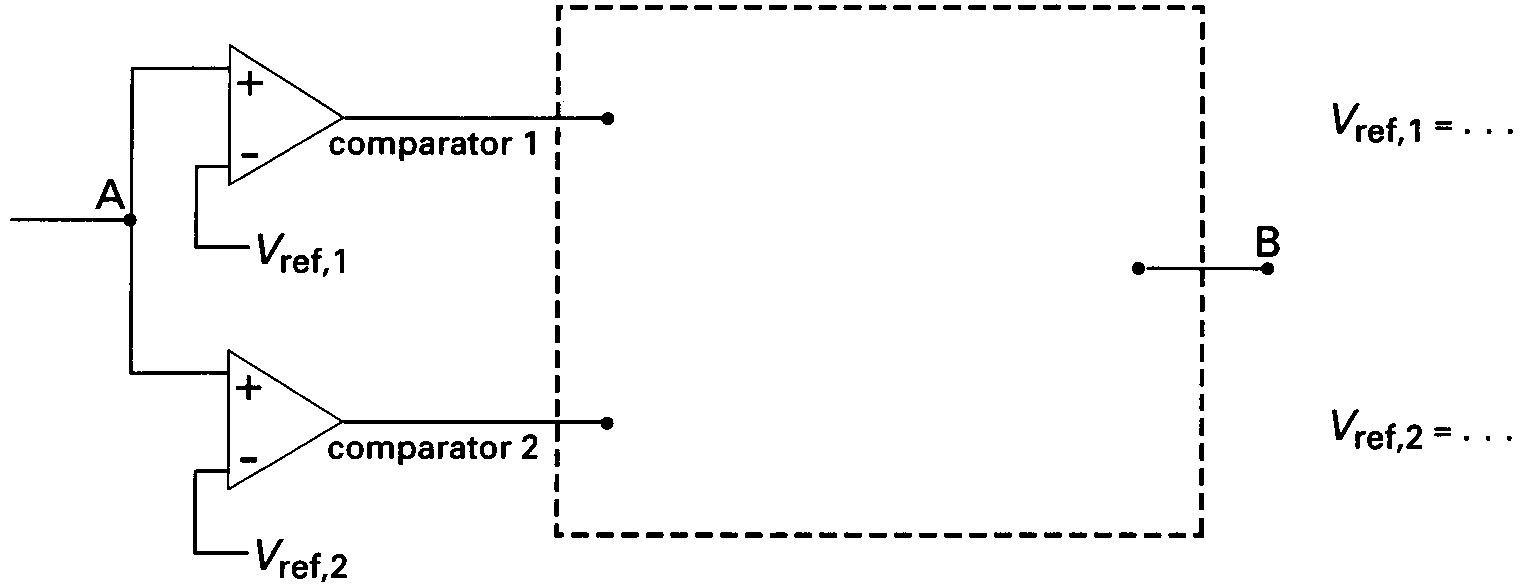 +
-
comparator 1
A
V_ref,1
V_ref,1 = . . .
B
+
-
comparator 2
V_ref,2
V_ref,2 = . . .